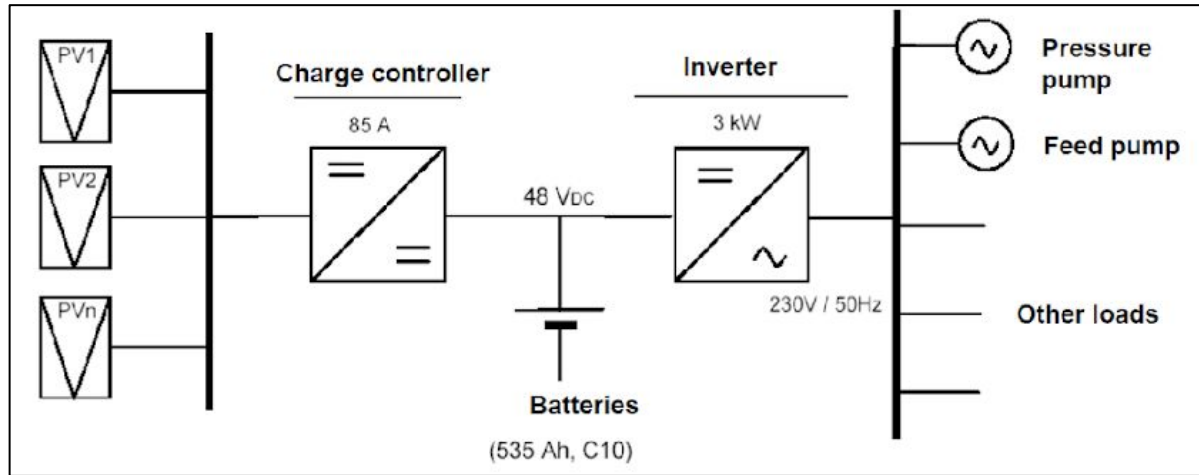 PV1
PV2
PVn
Charge controller
85 A
48 VDC
Batteries
(535 Ah, C10)
Inverter
3 kW
230V / 50Hz
Pressure
pump
Feed pump
Other loads